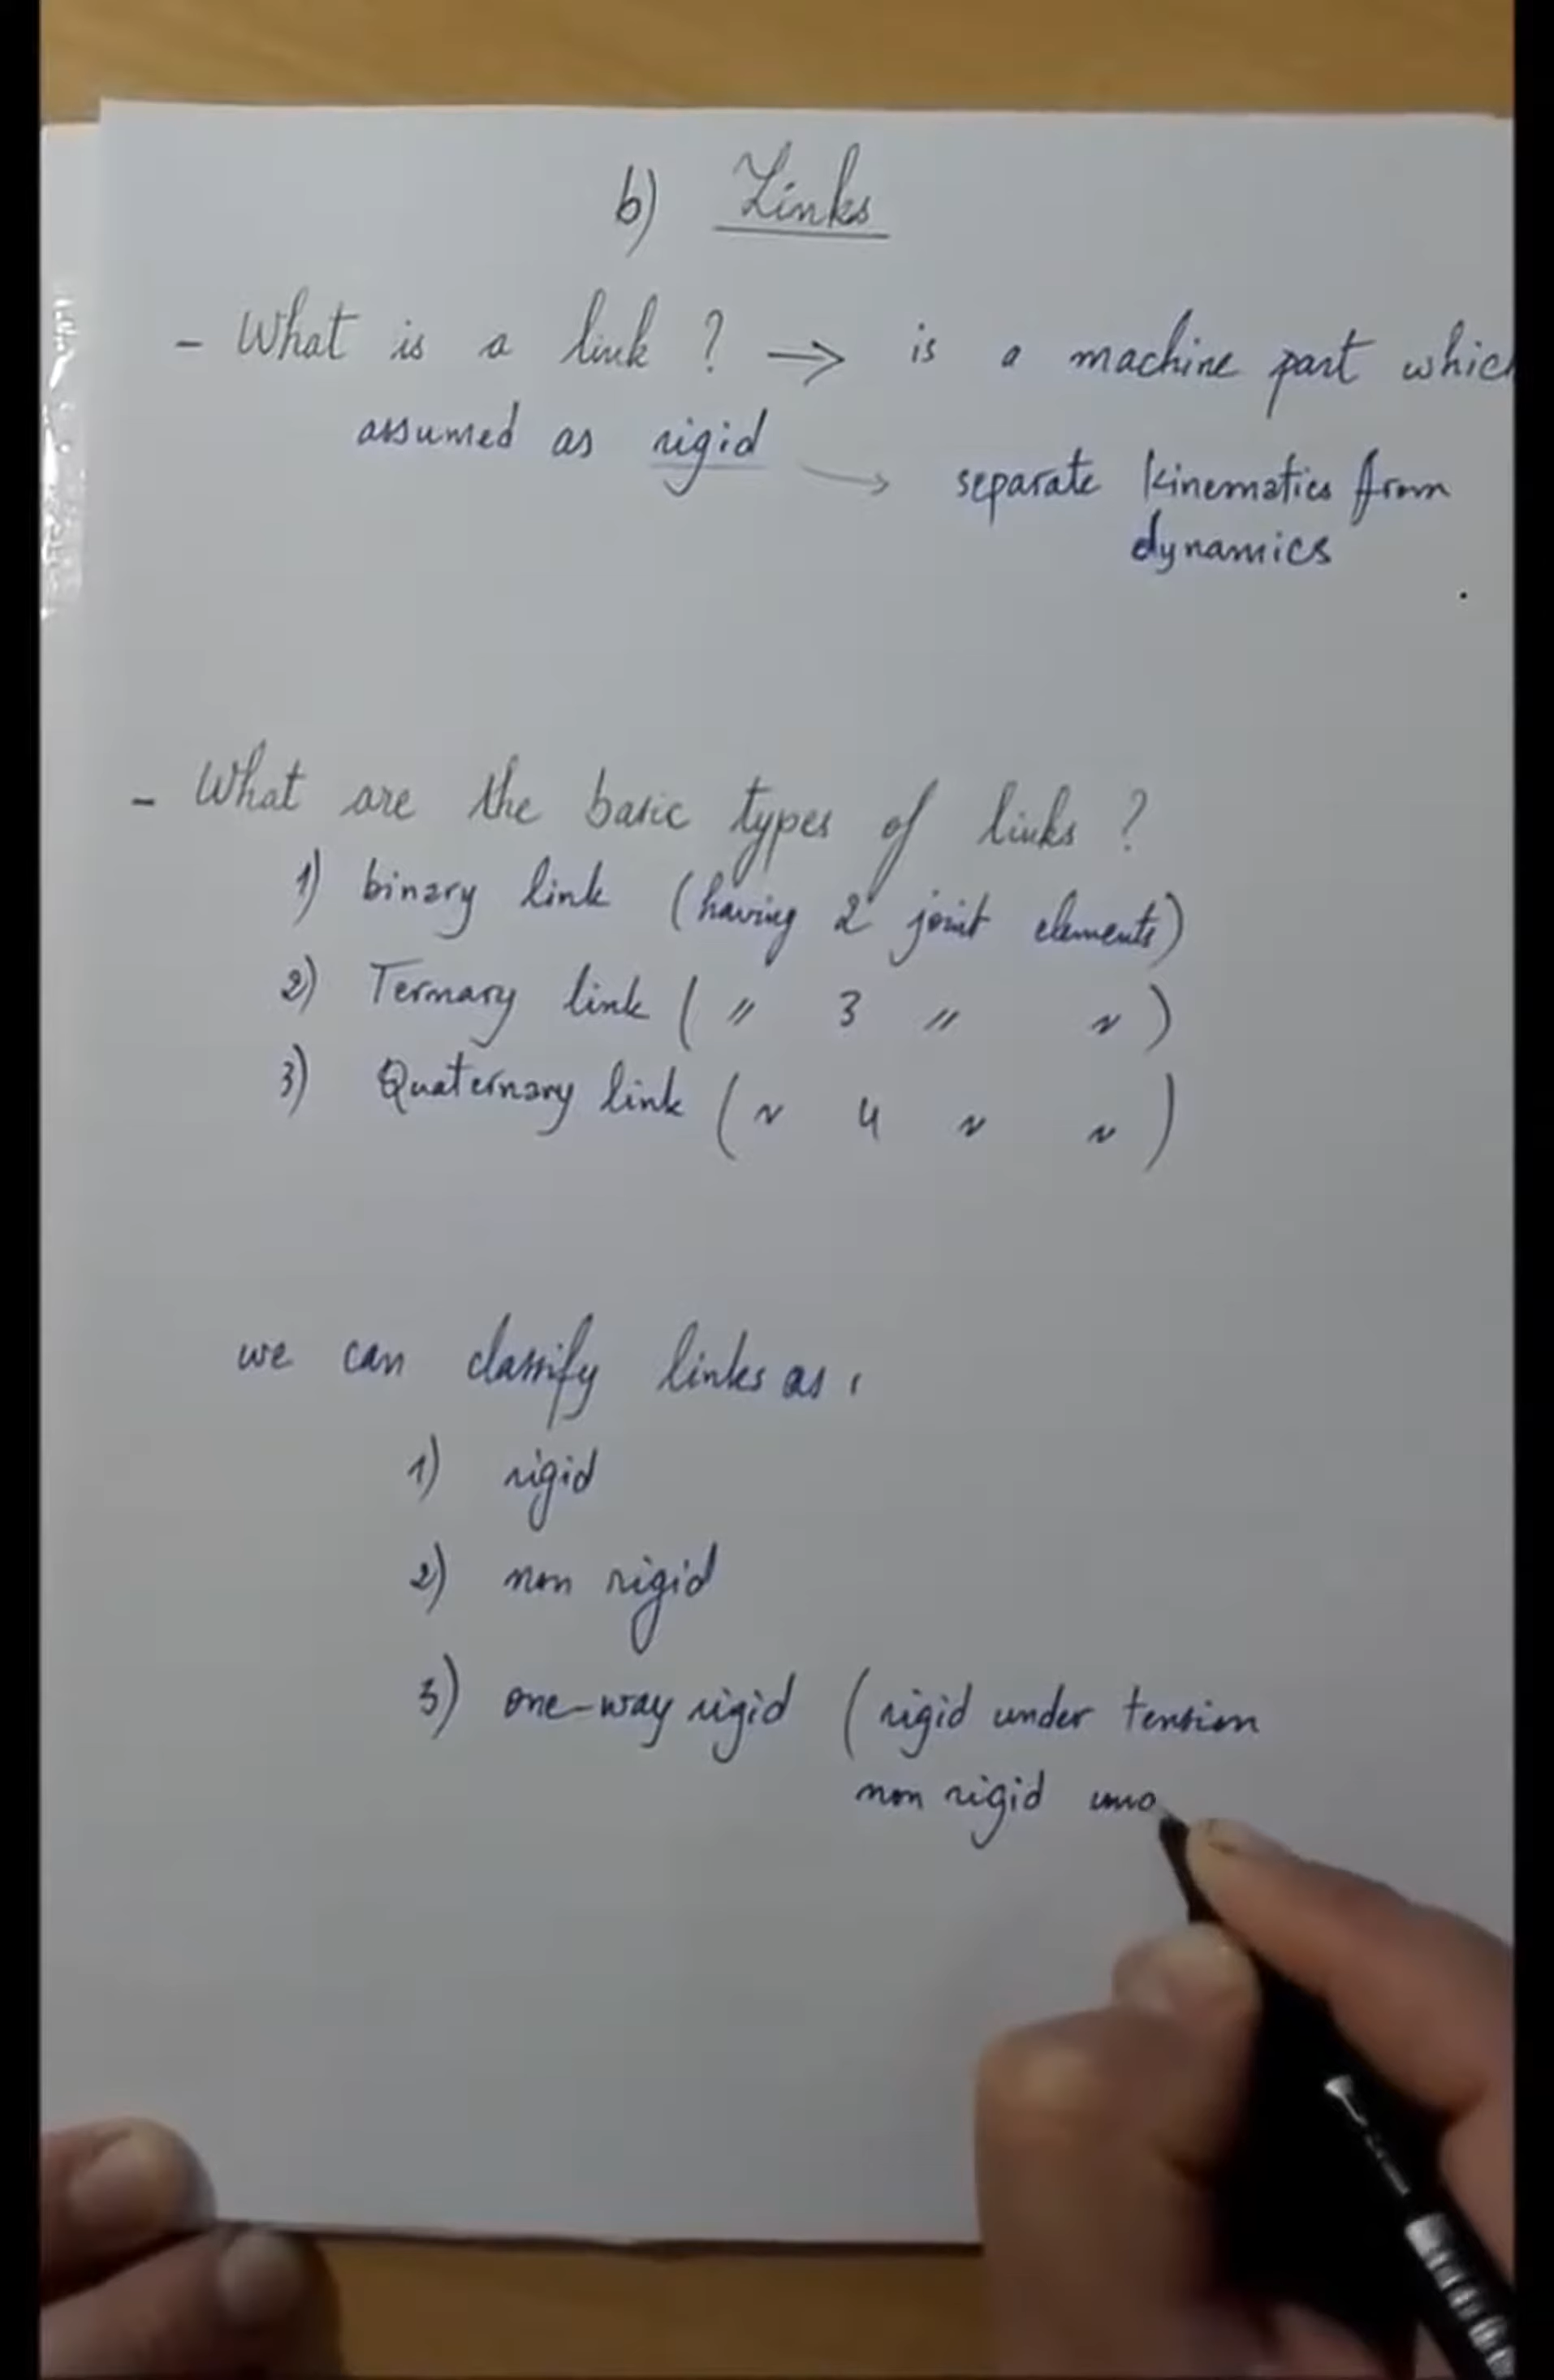 b) Links
- What is a link ? → is a machine part which
assumed as rigid → separate kinematics from
dynamics
- What are the basic types of links ?
1) binary link (having 2 joint elements)
2) Ternary link ( " 3 " " )
3) Quaternary link ( " 4 " " )
we can classify links as :
1) rigid
2) non rigid
3) one-way rigid ( rigid under tension
non rigid